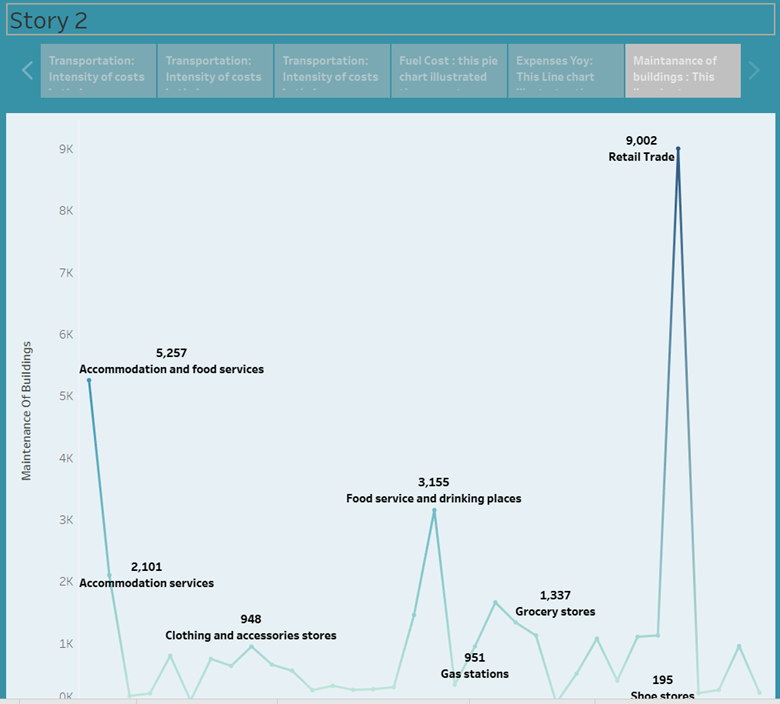 Story 2
Transportation:
Intensity of costs
Transportation:
Intensity of costs
Transportation:
Intensity of costs
Fuel Cost : this pie
chart illustrated
Expenses Yoy:
This Line chart
Maintanance of
buildings : This
Maintenance Of Buildings
9K
8K
7K
6K
5K
4K
3K
2K
1K
0K
9,002
Retail Trade
5,257
Accommodation and food services
3,155
Food service and drinking places
2,101
Accommodation services
1,337
Grocery stores
948
Clothing and accessories stores
951
Gas stations
195
Shoe stores